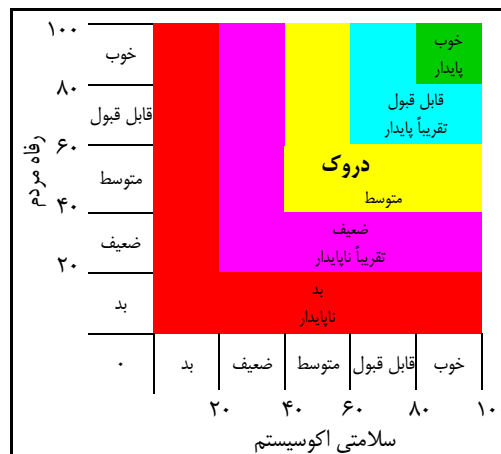 ۱۰۰
خوب
۸۰
قابل قبول
۶۰
متوسط
۴۰
ضعیف
۲۰
بد
رفاه مردم
خوب
پایدار
قابل قبول
تقریباً پایدار
دروک
متوسط
ضعیف
تقریباً ناپایدار
بد
ناپایدار
۰ بد ضعیف متوسط قابل قبول خوب
۲۰ ۴۰ ۶۰ ۸۰ ۱۰
سلامتی اکوسیستم